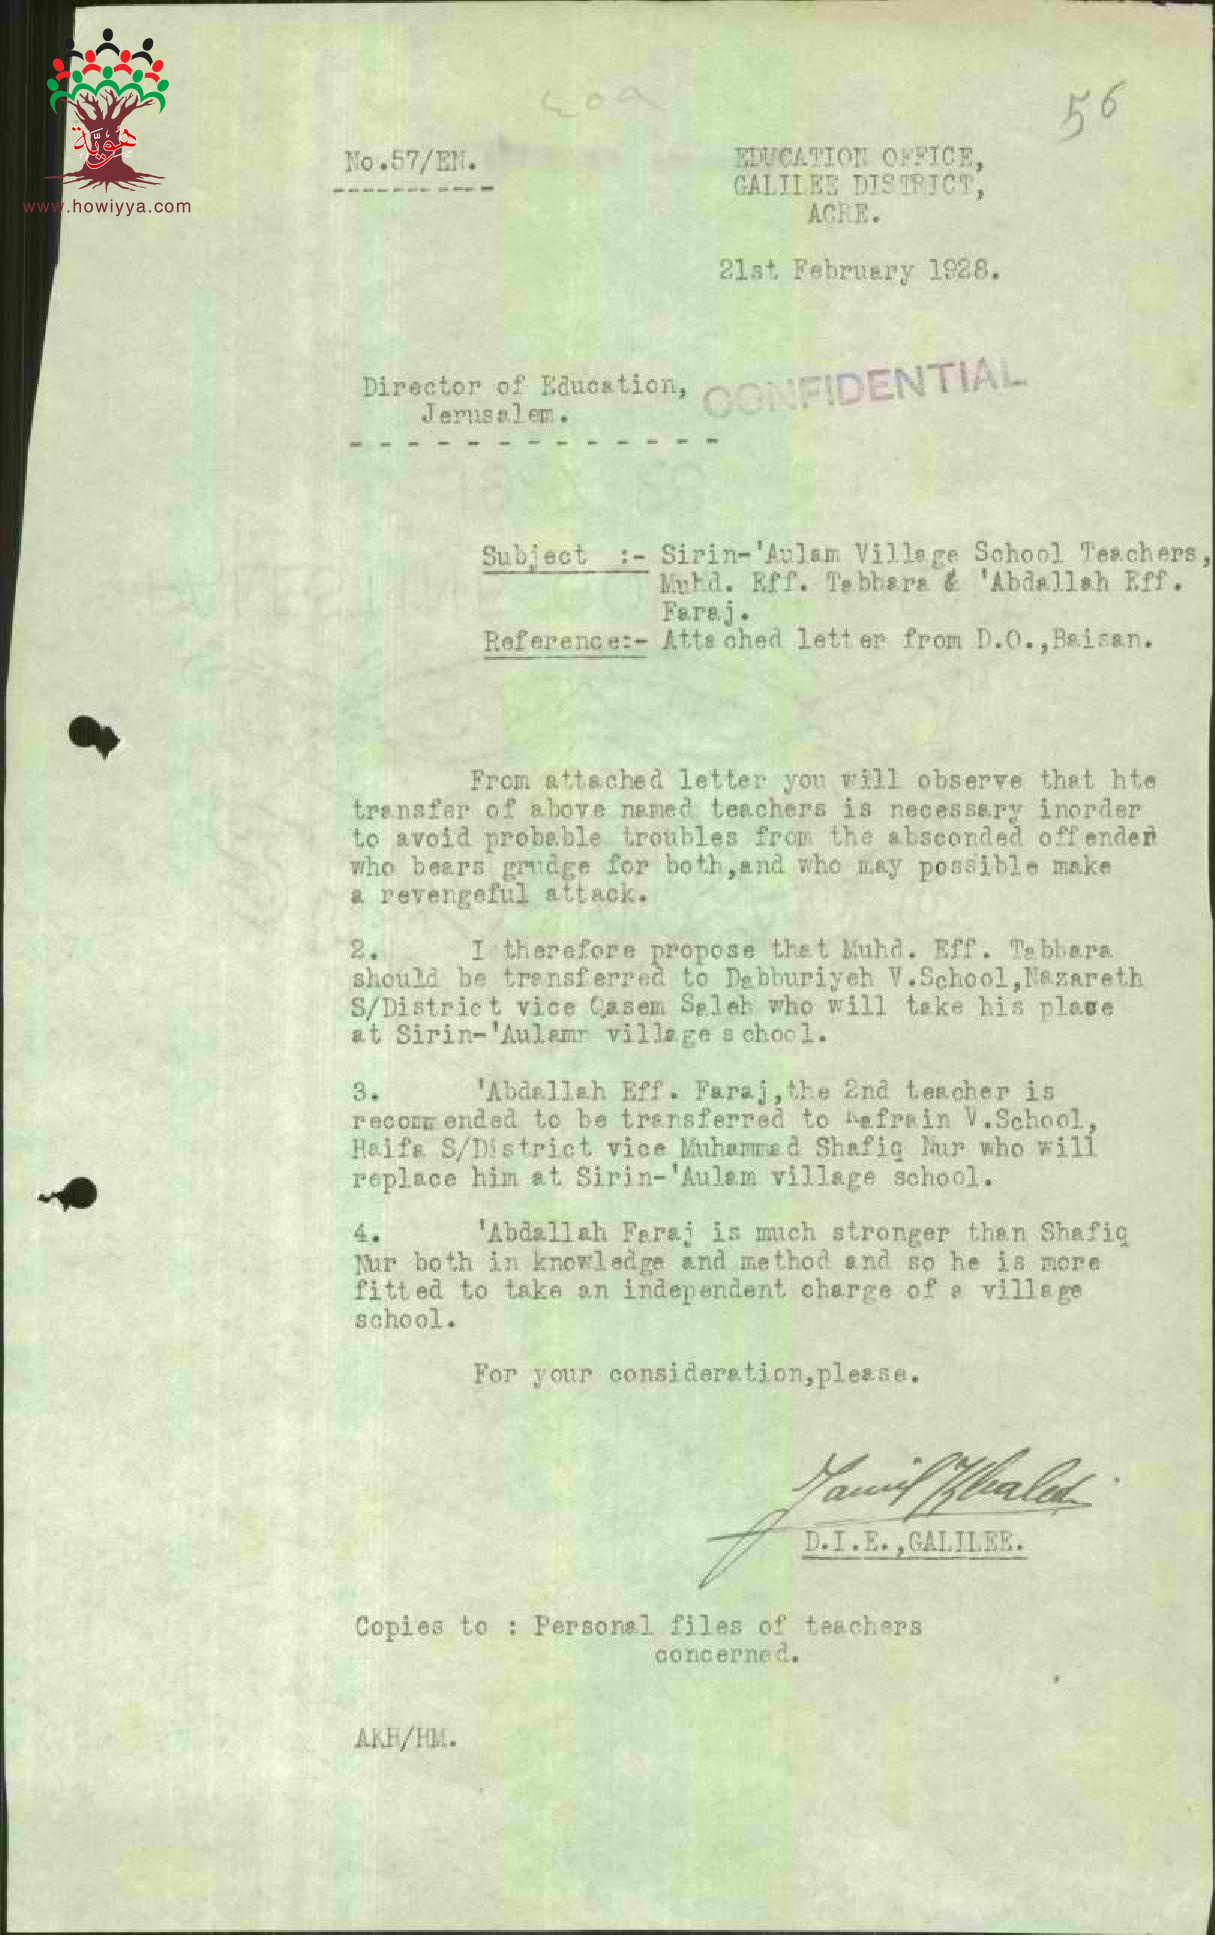 هويّة
www.howiyya.com
56
No.57/EM.
EDUCATION OFFICE,
GALILEE DISTRICT,
ACRE.
21st February 1928.
Director of Education,
Jerusalem.
CONFIDENTIAL
Subject :- Sirin-'Aulam Village School Teachers,
Muhd. Eff. Tabbara & 'Abdallah Eff.
Faraj.
Reference:- Attached letter from D.O.,Baisan.
From attached letter you will observe that hte
transfer of above named teachers is necessary inorder
to avoid probable troubles from the absconded offender
who bears grudge for both,and who may possible make
a revengeful attack.
2. I therefore propose that Muhd. Eff. Tabbara
should be transferred to Dabburiyeh V.School,Nazareth
S/District vice Qasem Saleh who will take his place
at Sirin-'Aulamr village school.
3. 'Abdallah Eff. Faraj,the 2nd teacher is
recommended to be transferred to Kafrain V.School,
Haifa S/District vice Muhammad Shafiq Nur who will
replace him at Sirin-'Aulam village school.
4. 'Abdallah Faraj is much stronger than Shafiq
Nur both in knowledge and method and so he is more
fitted to take an independent charge of a village
school.
For your consideration,please.
Jamil Khaledi
D.I.E.,GALILEE.
Copies to : Personal files of teachers
concerned.
AKH/HM.